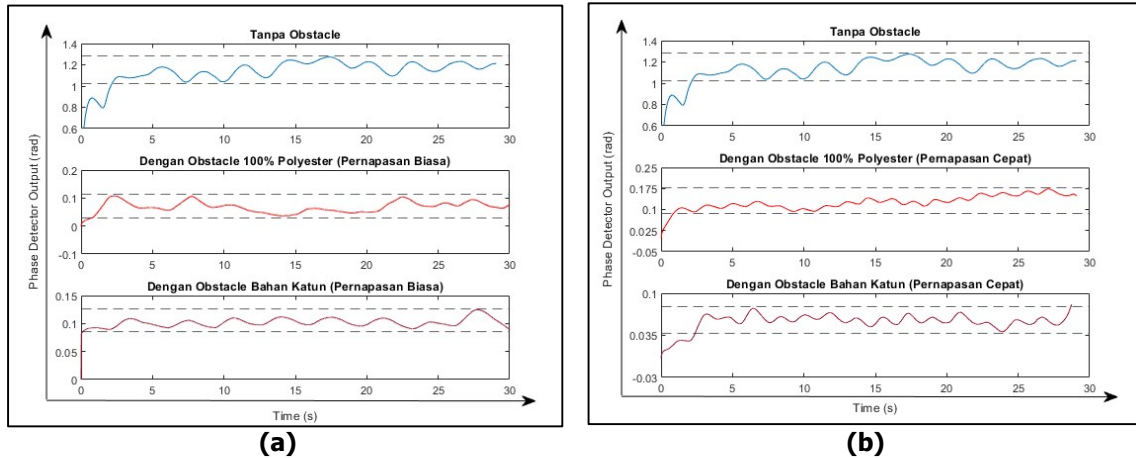 Tanpa Obstacle
1.4
1.2
1
0.8
0.6
0 5 10 15 20 25 30
Dengan Obstacle 100% Polyester (Pernapasan Biasa)
0.2
0.1
0
-0.1
0 5 10 15 20 25 30
Dengan Obstacle Bahan Katun (Pernapasan Biasa)
0.15
0.1
0.05
0
0 5 10 15 20 25 30
Phase Detector Output (rad)
Time (s)
(a)
Tanpa Obstacle
1.4
1.2
1
0.8
0.6
0 5 10 15 20 25 30
Dengan Obstacle 100% Polyester (Pernapasan Cepat)
0.25
0.175
0.1
0.025
-0.05
0 5 10 15 20 25 30
Dengan Obstacle Bahan Katun (Pernapasan Cepat)
0.1
0.035
-0.03
0 5 10 15 20 25 30
Phase Detector Output (rad)
Time (s)
(b)